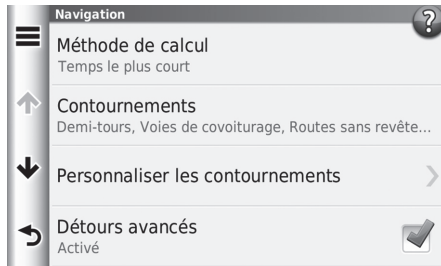 Navigation
?
Méthode de calcul
Temps le plus court
Contournements
Demi-tours, Voies de covoiturage, Routes sans revête...
Personnaliser les contournements
Détours avancés
Activé